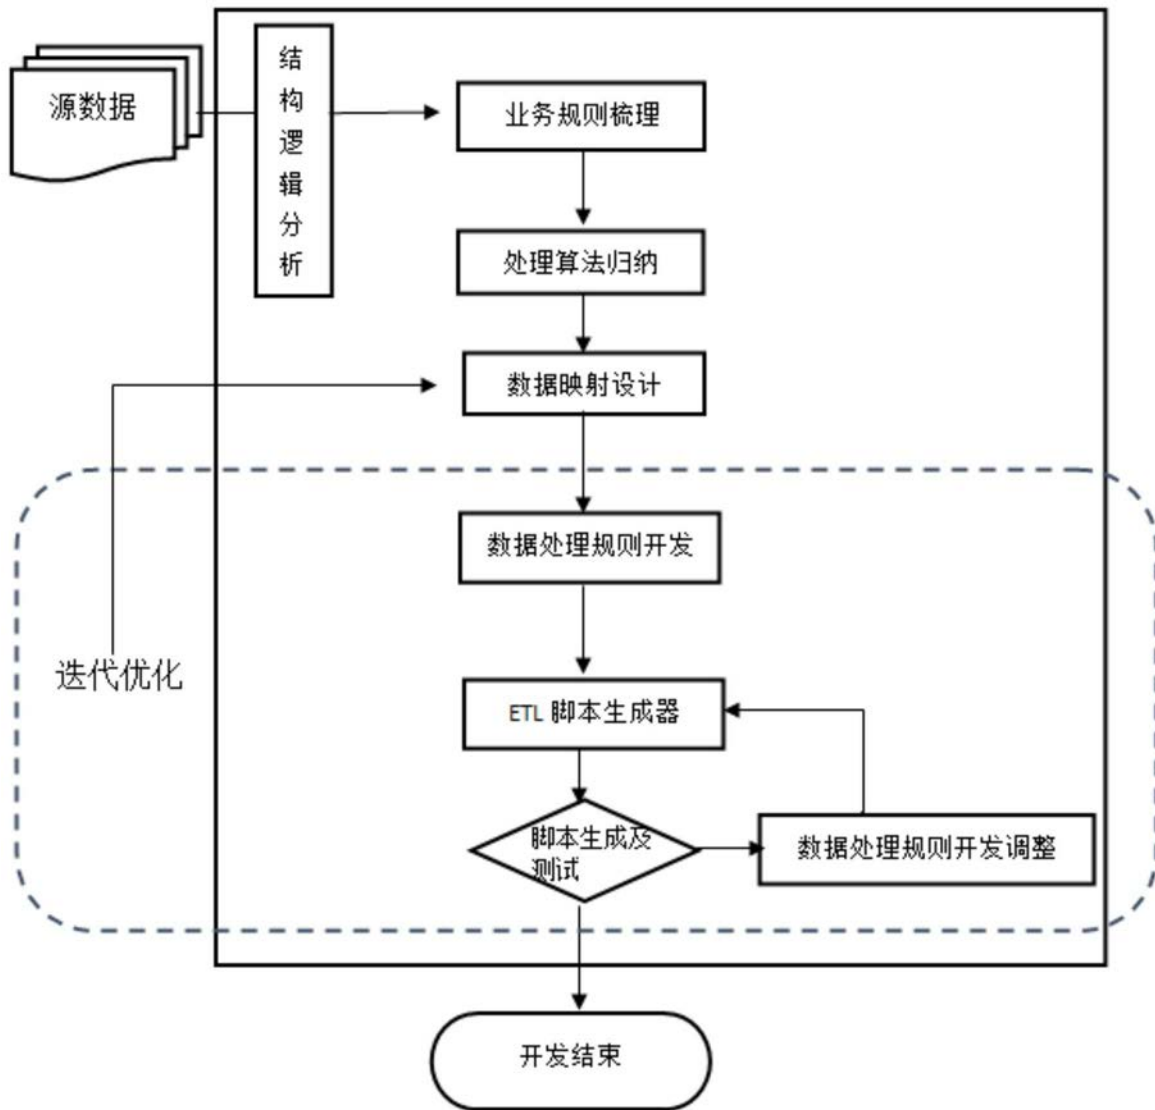 源数据
结构逻辑分析
业务规则梳理
处理算法归纳
数据映射设计
数据处理规则开发
迭代优化
ETL 脚本生成器
脚本生成及
测试
数据处理规则开发调整
开发结束